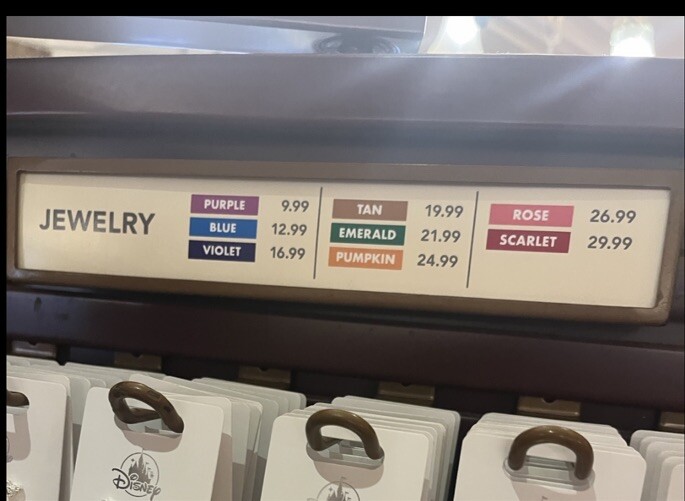 JEWELRY
PURPLE 9.99
BLUE 12.99
VIOLET 16.99
TAN 19.99
EMERALD 21.99
PUMPKIN 24.99
ROSE 26.99
SCARLET 29.99
Disney